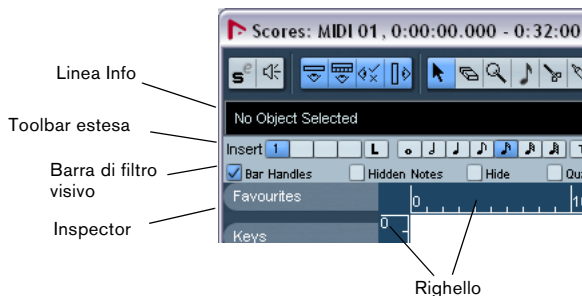 Scores: MIDI 01, 0:00:00.000 - 0:32:00
Linea Info
No Object Selected
Toolbar estesa
Insert 1 L
Barra di filtro
visivo
Bar Handles Hidden Notes Hide
Favourites 0
Inspector
Keys 0
Righello